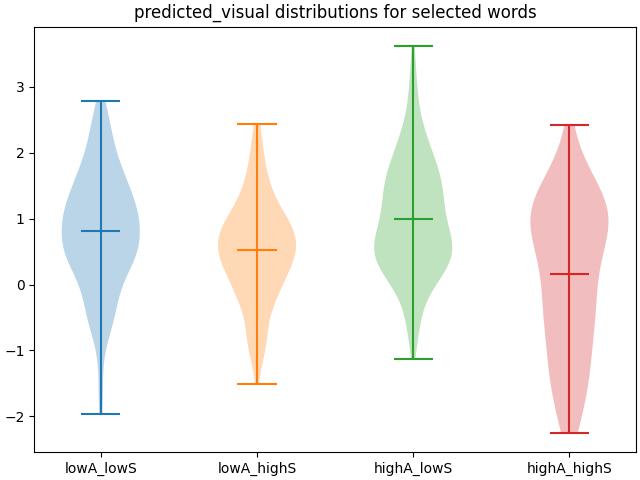 predicted_visual distributions for selected words
3
2
1
0
−1
−2
lowA_lowS
lowA_highS
highA_lowS
highA_highS